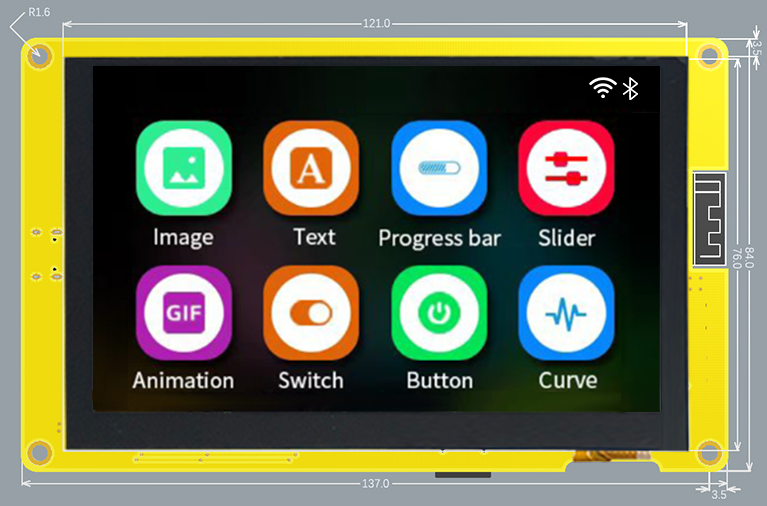 R1.6
121.0
3.5
A
Image
Text
Progress bar
Slider
76.0
84.0
GIF
Animation
Switch
Button
Curve
137.0
3.5